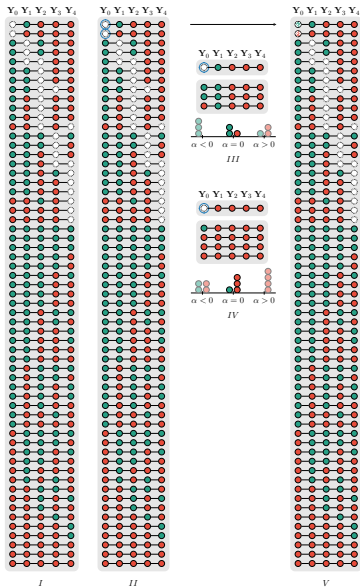 Y₀ Y₁ Y₂ Y₃ Y₄
Y₀ Y₁ Y₂ Y₃ Y₄
Y₀ Y₁ Y₂ Y₃ Y₄
Y₀ Y₁ Y₂ Y₃ Y₄
α < 0 α = 0 α > 0
III
Y₀ Y₁ Y₂ Y₃ Y₄
α < 0 α = 0 α > 0
IV
I
II
V